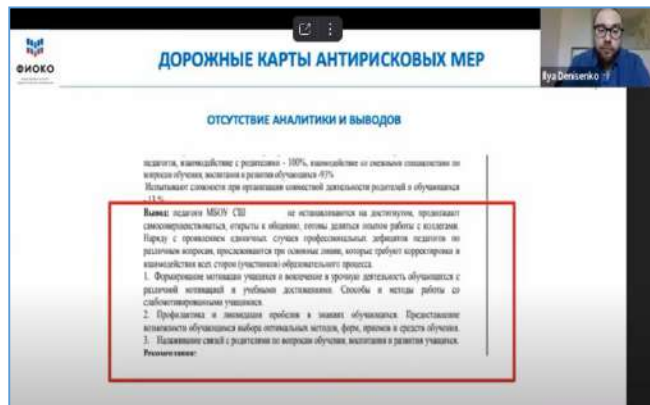 ФИОКО
ДОРОЖНЫЕ КАРТЫ АНТИРИСКОВЫХ МЕР
Ilya Denisenko
ОТСУТСТВИЕ АНАЛИТИКИ И ВЫВОДОВ
педагогов, взаимодействие с родителями - 100%, взаимодействие со смежными специалистами по
вопросам обучения, воспитания и развития обучающихся -93%
Испытывают сложности при организации совместной деятельности родителей и обучающихся
- 13 %
Вывод: педагоги МБОУ СШ не останавливаются на достигнутом, продолжают
самосовершенствоваться, открыты к общению, готовы делиться опытом работы с коллегами.
Наряду с проявлением единичных случаев профессиональных дефицитов педагогов по
различным вопросам, прослеживаются три основные линии, которые требуют корректировки и
взаимодействия всех сторон (участников) образовательного процесса.
1. Формирование мотивации учащихся и вовлечение в урочную деятельность обучающихся с
различной мотивацией и учебными достижениями. Способы и методы работы со
слабомотивированными учащимися.
2. Профилактика и ликвидация пробелов в знаниях обучающихся. Предоставление
возможности обучающимся выбора оптимальных методов, форм, приемов и средств обучения.
3. Налаживание связей с родителями по вопросам обучения, воспитания и развития учащихся.
Рекомендации: